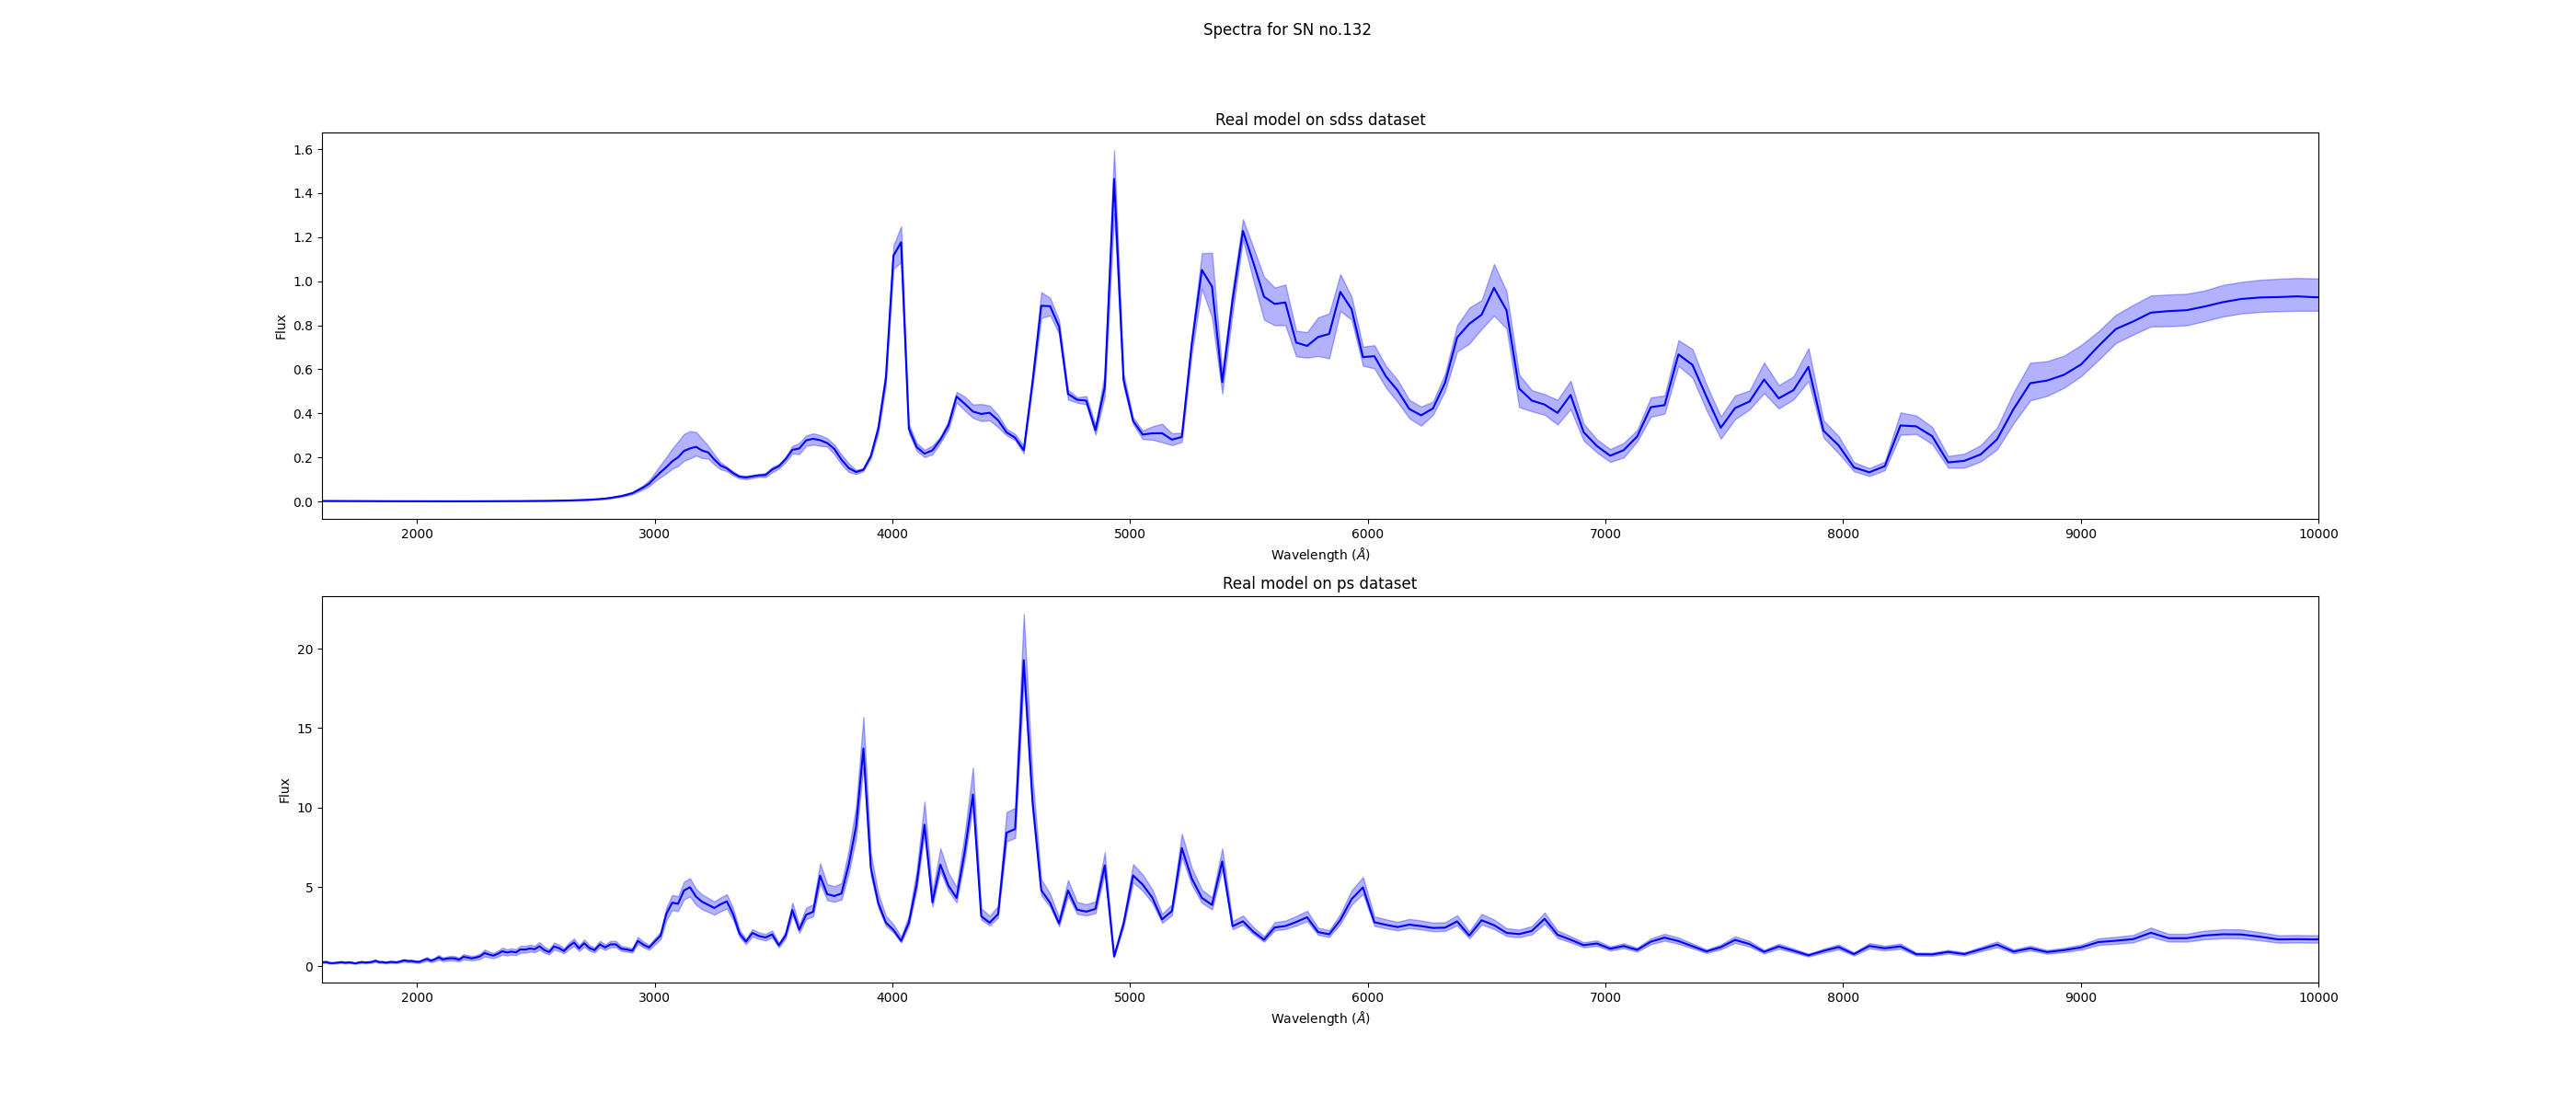 Spectra for SN no.132
Real model on sdss dataset
1.6
1.4
1.2
1.0
0.8
0.6
0.4
0.2
0.0
Flux
2000 3000 4000 5000 6000 7000 8000 9000 10000
Wavelength (Å)
Real model on ps dataset
20
15
10
5
0
Flux
2000 3000 4000 5000 6000 7000 8000 9000 10000
Wavelength (Å)